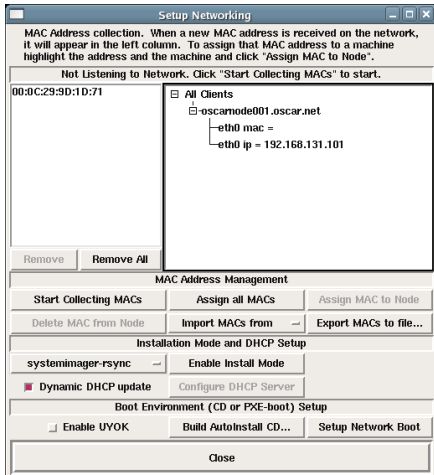 Setup Networking
MAC Address collection. When a new MAC address is received on the network,
it will appear in the left column. To assign that MAC address to a machine
highlight the address and the machine and click "Assign MAC to Node".
Not Listening to Network. Click "Start Collecting MACs" to start.
00:0C:29:9D:1D:71
All Clients
oscarnode001.oscar.net
eth0 mac =
eth0 ip = 192.168.131.101
Remove
Remove All
MAC Address Management
Start Collecting MACs
Assign all MACs
Assign MAC to Node
Delete MAC from Node
Import MACs from
Export MACs to file...
Installation Mode and DHCP Setup
systemimager-rsync
Enable Install Mode
Dynamic DHCP update
Configure DHCP Server
Boot Environment (CD or PXE-boot) Setup
Enable UYOK
Build AutoInstall CD...
Setup Network Boot
Close